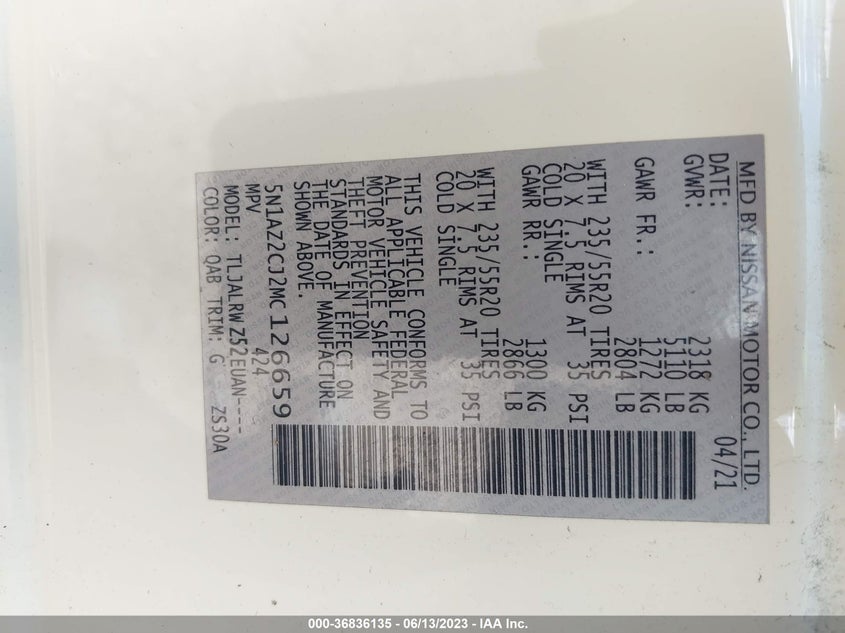 MFD BY NISSAN MOTOR CO., LTD.
DATE: 04/21
GVWR: 2318 KG
5110 LB
GAWR FR.: 1272 KG
2804 LB
WITH 235/55R20 TIRES
20 X 7.5 RIMS AT 35 PSI
COLD SINGLE
GAWR RR.: 1300 KG
2866 LB
WITH 235/55R20 TIRES
20 X 7.5 RIMS AT 35 PSI
COLD SINGLE
THIS VEHICLE CONFORMS TO
ALL APPLICABLE FEDERAL
MOTOR VEHICLE SAFETY AND
THEFT PREVENTION
STANDARDS IN EFFECT ON
THE DATE OF MANUFACTURE
SHOWN ABOVE.
5N1AZ2CJ2MC126659
MPV 474
MODEL: TLJALRWZ52EUAN----
COLOR: QAB TRIM: G ZS30A
000-36836135 - 06/13/2023 - IAA Inc.